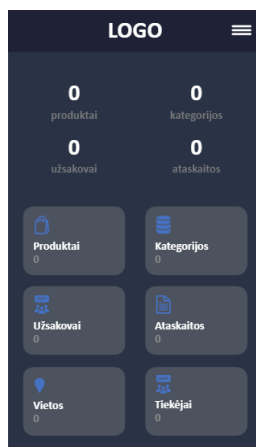 LOGO
0 0
produktai kategorijos
0 0
užsakovai ataskaitos
Produktai Kategorijos
0 0
Užsakovai Ataskaitos
0 0
Vietos Tiekėjai
0 0